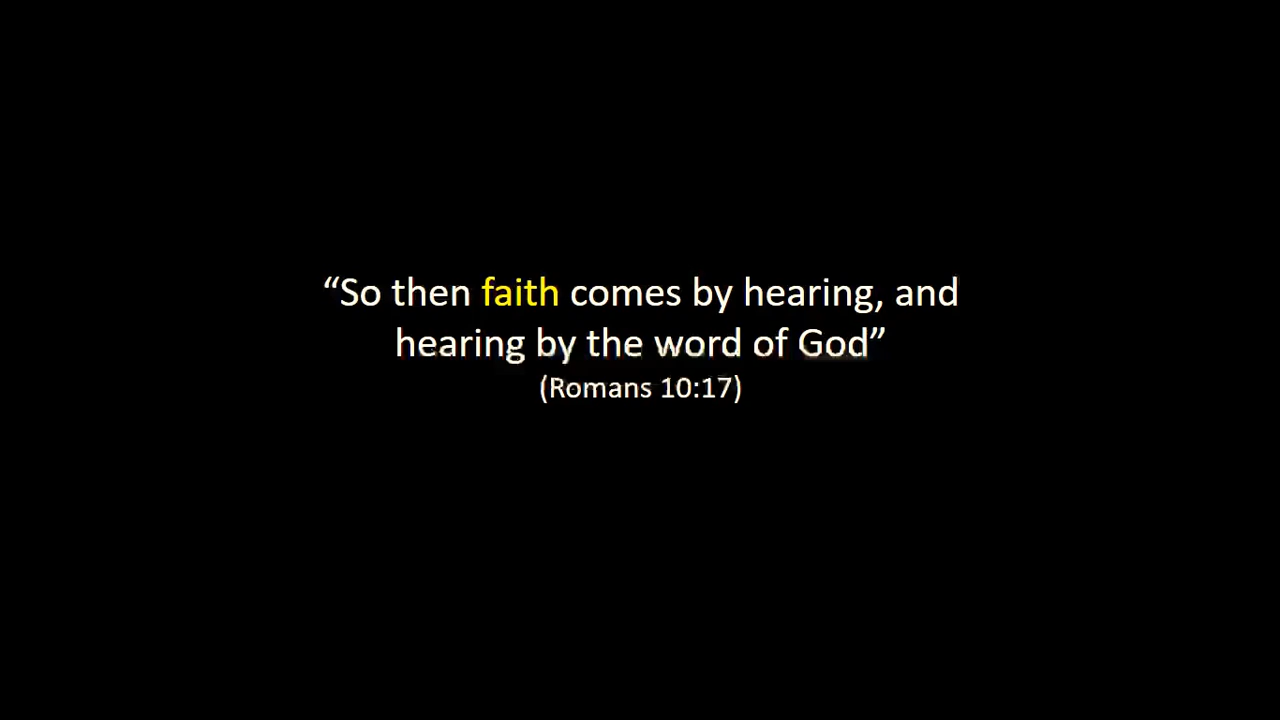 “So then faith comes by hearing, and
hearing by the word of God”
(Romans 10:17)